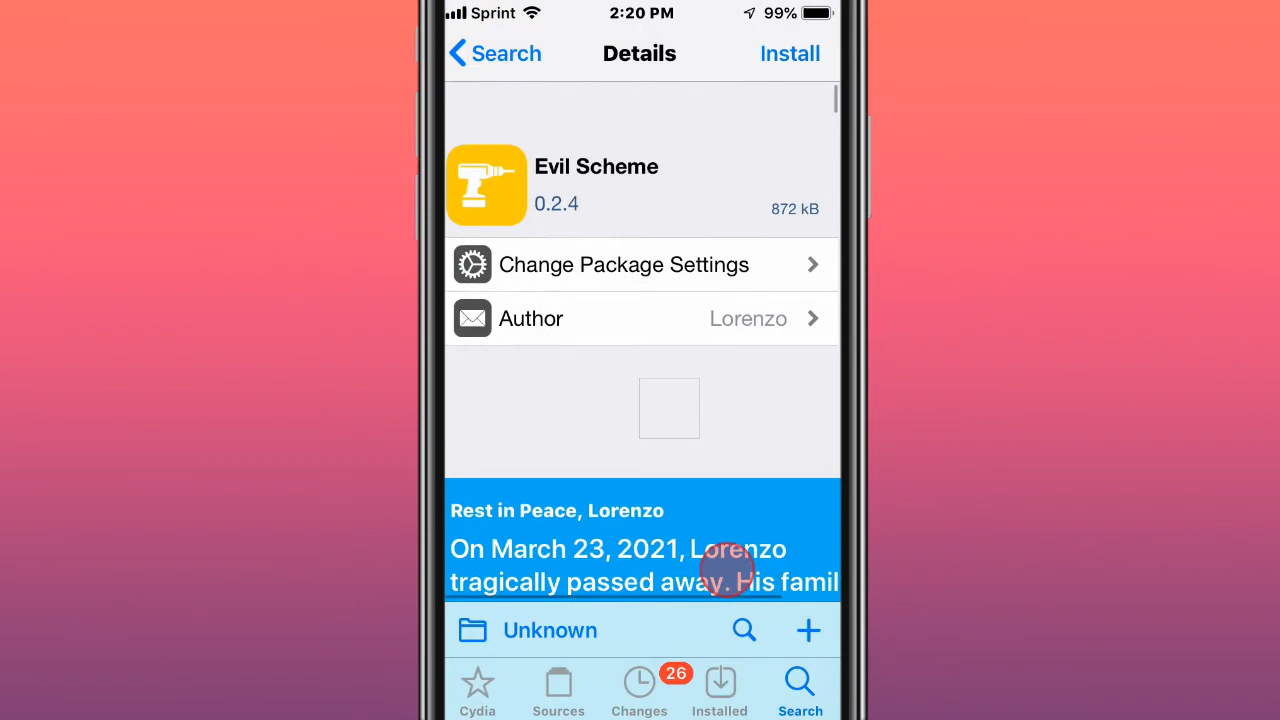 Sprint 2:20 PM 99%
Search Details Install
Evil Scheme
0.2.4 872 kB
Change Package Settings
Author Lorenzo
Rest in Peace, Lorenzo
On March 23, 2021, Lorenzo
tragically passed away. His famil
Unknown
26
Cydia Sources Changes Installed Search